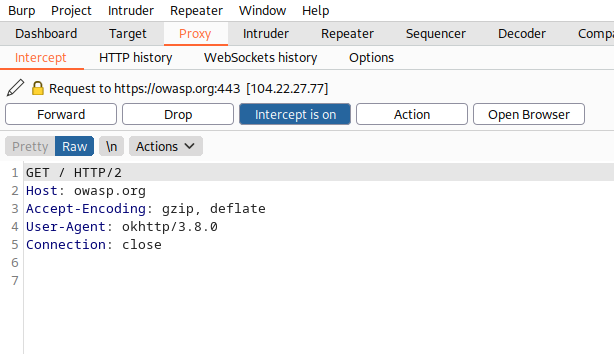 Burp Project Intruder Repeater Window Help
Dashboard Target Proxy Intruder Repeater Sequencer Decoder Comp
Intercept HTTP history WebSockets history Options
Request to https://owasp.org:443 [104.22.27.77]
Forward Drop Intercept is on Action Open Browser
Pretty Raw \n Actions
1 GET / HTTP/2
2 Host: owasp.org
3 Accept-Encoding: gzip, deflate
4 User-Agent: okhttp/3.8.0
5 Connection: close
6
7